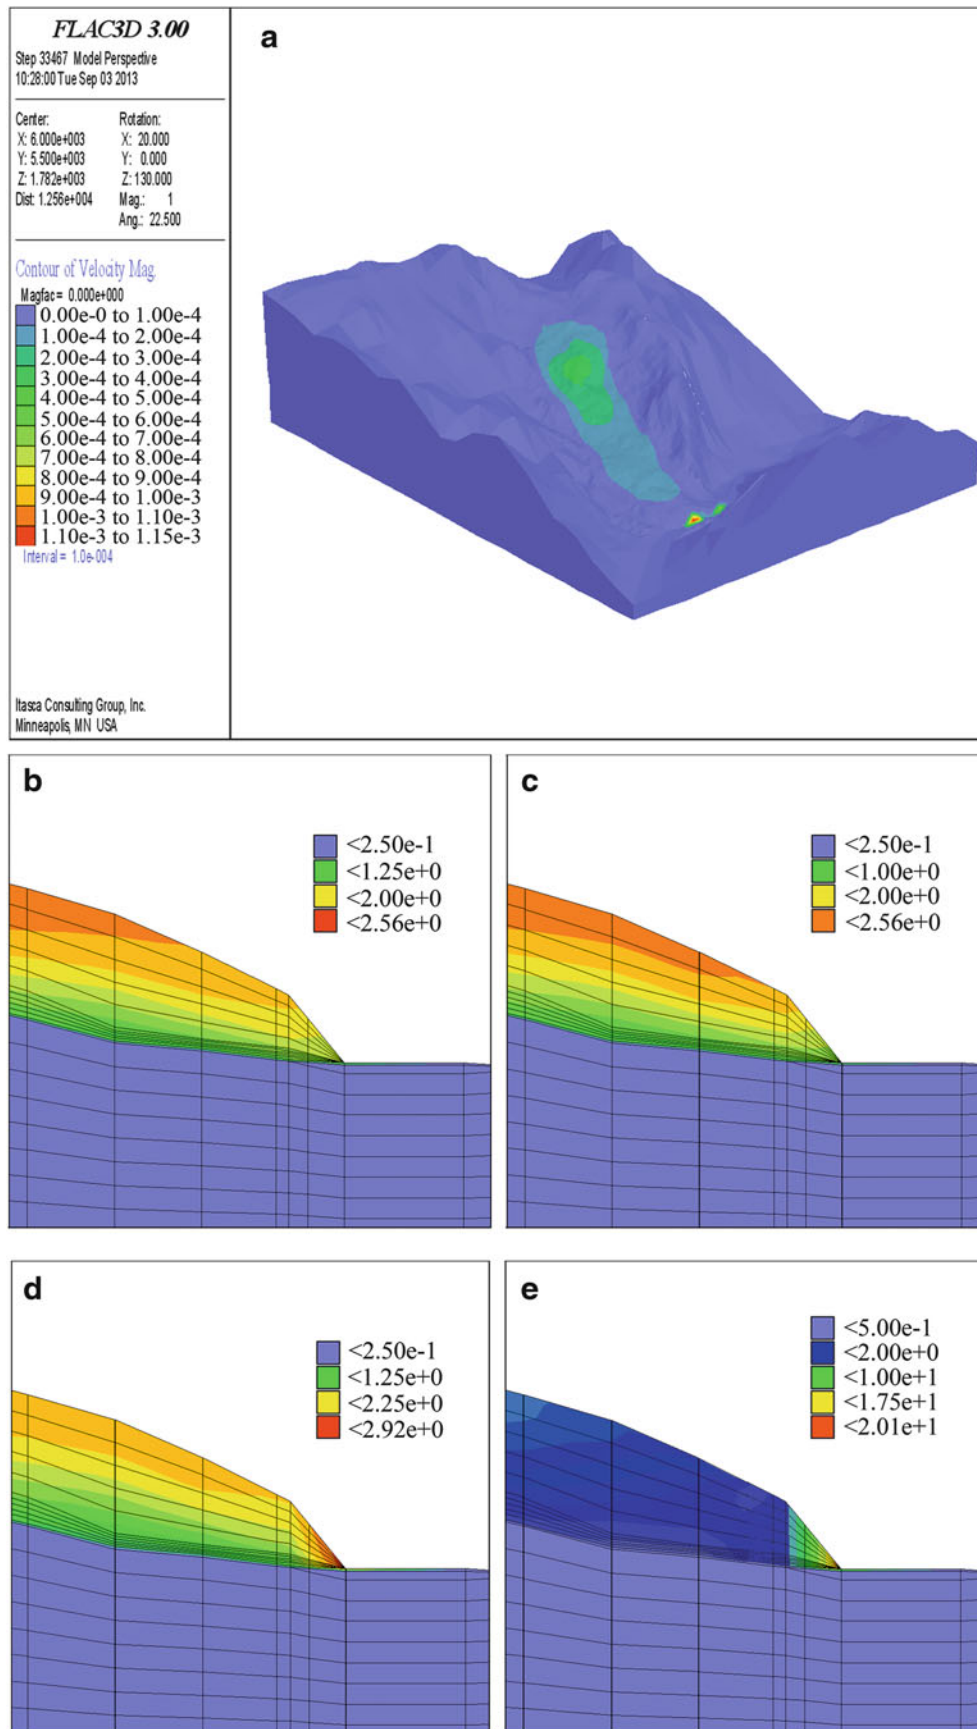 FLAC3D 3.00
a
Step 33467 Model Perspective
10:28:00 Tue Sep 03 2013
Center: Rotation:
X: 6.000e+003 X: 20.000
Y: 5.500e+003 Y: 0.000
Z: 1.782e+003 Z: 130.000
Dist: 1.256e+004 Mag.: 1
Ang.: 22.500
Contour of Velocity Mag.
Magfac = 0.000e+000
0.00e-0 to 1.00e-4
1.00e-4 to 2.00e-4
2.00e-4 to 3.00e-4
3.00e-4 to 4.00e-4
4.00e-4 to 5.00e-4
5.00e-4 to 6.00e-4
6.00e-4 to 7.00e-4
7.00e-4 to 8.00e-4
8.00e-4 to 9.00e-4
9.00e-4 to 1.00e-3
1.00e-3 to 1.10e-3
1.10e-3 to 1.15e-3
Interval = 1.0e-004
Itasca Consulting Group, Inc.
Minneapolis, MN USA
b
<2.50e-1
<1.25e+0
<2.00e+0
<2.56e+0
c
<2.50e-1
<1.00e+0
<2.00e+0
<2.56e+0
d
<2.50e-1
<1.25e+0
<2.25e+0
<2.92e+0
e
<5.00e-1
<2.00e+0
<1.00e+1
<1.75e+1
<2.01e+1